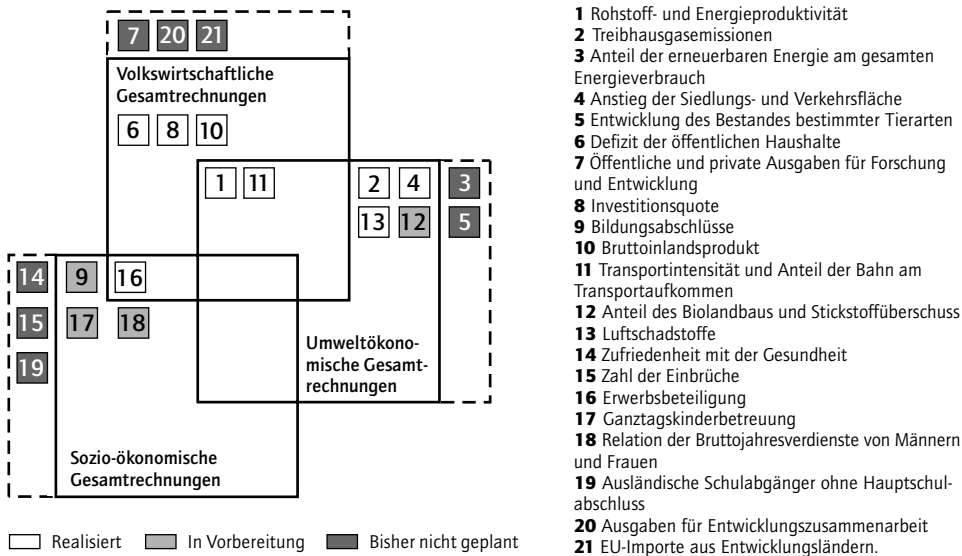 7 20 21
Volkswirtschaftliche
Gesamtrechnungen
6 8 10
1 11 2 4 3
13 12 5
14 9 16
15 17 18
19
Umweltökono-
mische Gesamt-
rechnungen
Sozio-ökonomische
Gesamtrechnungen
Realisiert In Vorbereitung Bisher nicht geplant
1 Rohstoff- und Energieproduktivität
2 Treibhausgasemissionen
3 Anteil der erneuerbaren Energie am gesamten
Energieverbrauch
4 Anstieg der Siedlungs- und Verkehrsfläche
5 Entwicklung des Bestandes bestimmter Tierarten
6 Defizit der öffentlichen Haushalte
7 Öffentliche und private Ausgaben für Forschung
und Entwicklung
8 Investitionsquote
9 Bildungsabschlüsse
10 Bruttoinlandsprodukt
11 Transportintensität und Anteil der Bahn am
Transportaufkommen
12 Anteil des Biolandbaus und Stickstoffüberschuss
13 Luftschadstoffe
14 Zufriedenheit mit der Gesundheit
15 Zahl der Einbrüche
16 Erwerbsbeteiligung
17 Ganztagskinderbetreuung
18 Relation der Bruttojahresverdienste von Männern
und Frauen
19 Ausländische Schulabgänger ohne Hauptschul-
abschluss
20 Ausgaben für Entwicklungszusammenarbeit
21 EU-Importe aus Entwicklungsländern.